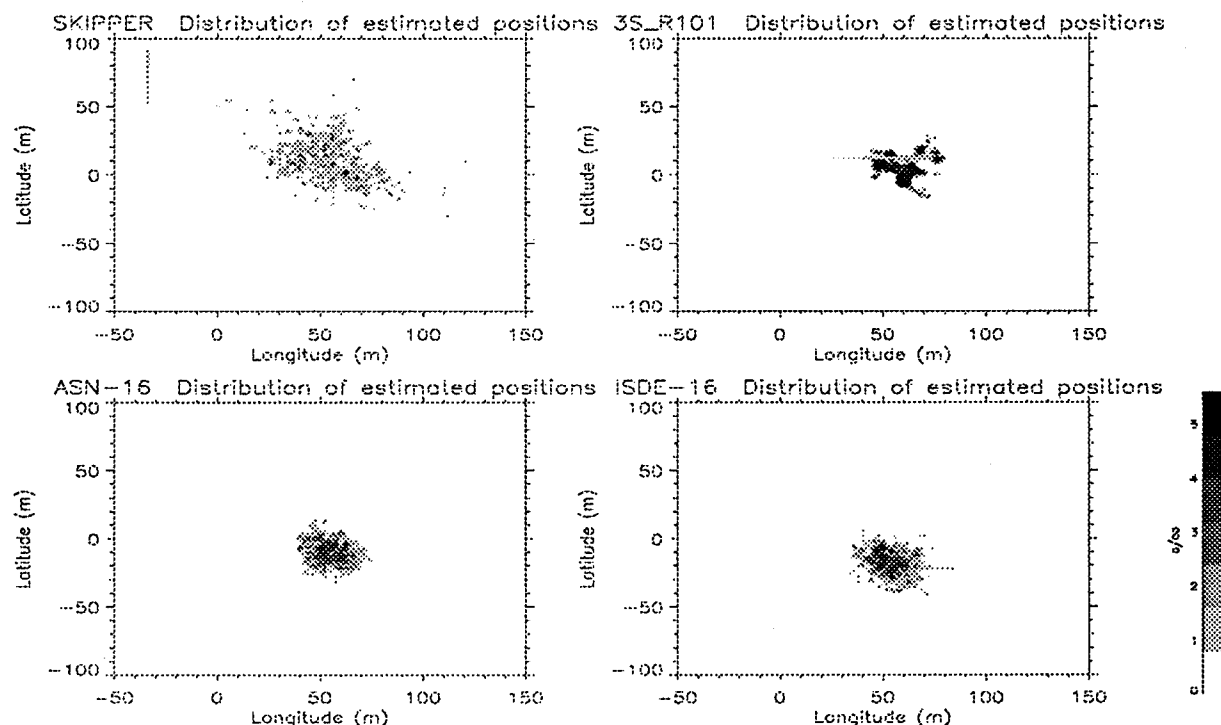 SKIPPER Distribution of estimated positions
3S_R101 Distribution of estimated positions
100
50
0
-50
-100
Latitude (m)
-50 0 50 100 150
Longitude (m)
100
50
0
-50
-100
Latitude (m)
-50 0 50 100 150
Longitude (m)
ASN-16 Distribution of estimated positions
ISDE-16 Distribution of estimated positions
100
50
0
-50
-100
Latitude (m)
-50 0 50 100 150
Longitude (m)
100
50
0
-50
-100
Latitude (m)
-50 0 50 100 150
Longitude (m)
5
4
3
2
1
0